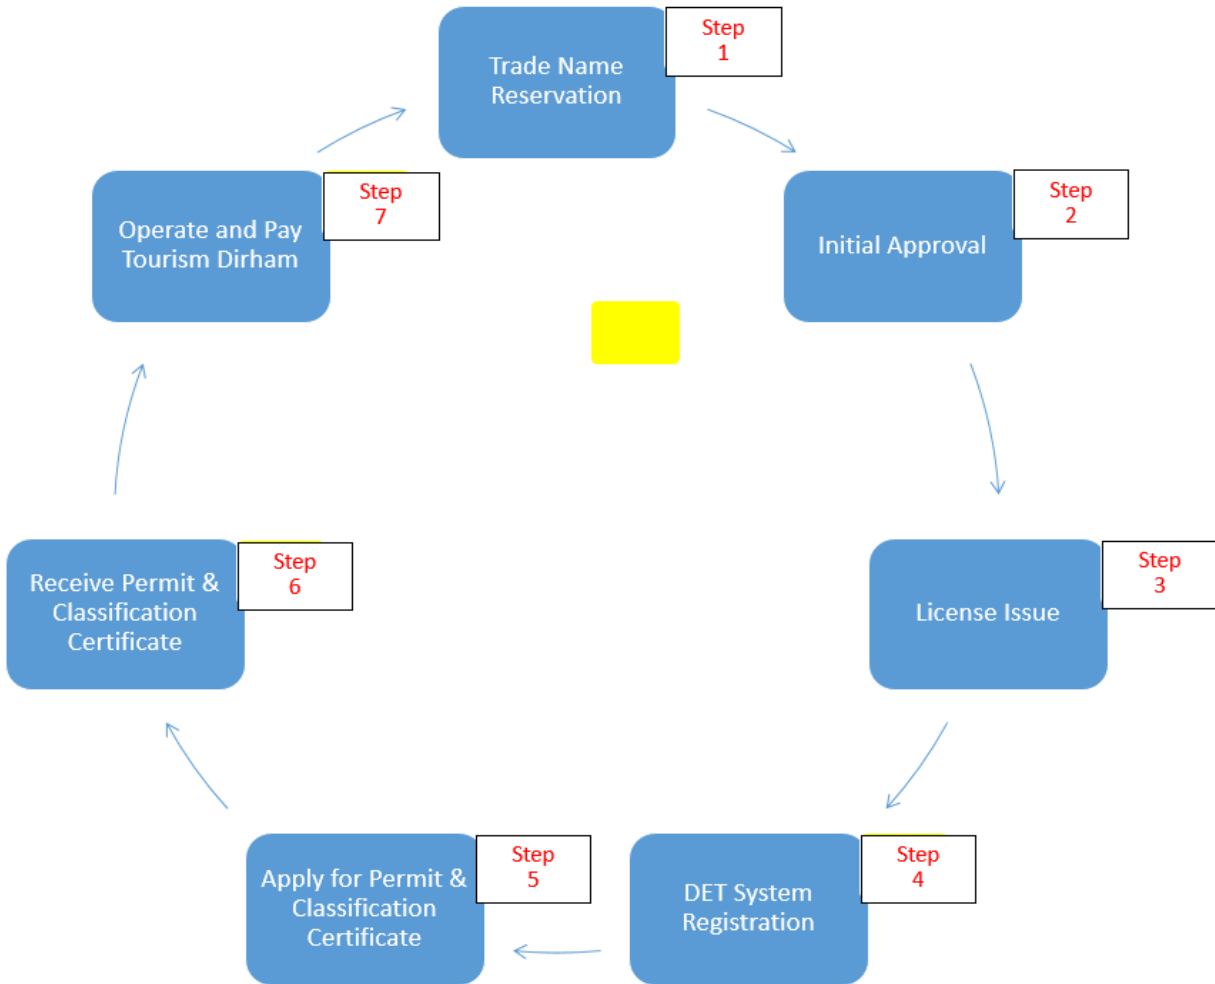 Trade Name
Reservation
Step
1
Initial Approval
Step
2
License Issue
Step
3
DET System
Registration
Step
4
Apply for Permit &
Classification
Certificate
Step
5
Receive Permit &
Classification
Certificate
Step
6
Operate and Pay
Tourism Dirham
Step
7